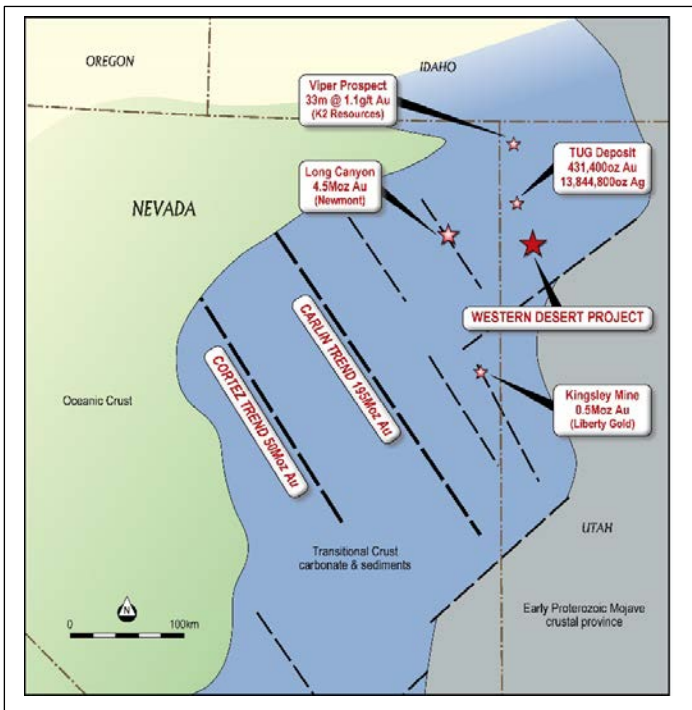 OREGON
IDAHO
Viper Prospect
33m @ 1.1g/t Au
(K2 Resources)
TUG Deposit
431,400oz Au
13,844,800oz Ag
Long Canyon
4.5Moz Au
(Newmont)
NEVADA
WESTERN DESERT PROJECT
CARLIN TREND 195Moz Au
CORTEZ TREND 50Moz Au
Oceanic Crust
Kingsley Mine
0.5Moz Au
(Liberty Gold)
UTAH
Transitional Crust
carbonate & sediments
Early Proterozoic Mojave
crustal province
N
0
100km